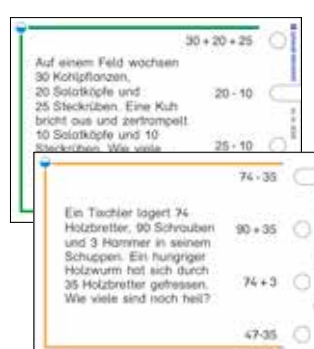 30 + 20 + 25
Auf einem Feld wachsen
30 Kohlpflanzen,
20 Salatköpfe und
20 - 10
25 Steckrüben. Eine Kuh
bricht aus und zertrampelt
10 Salatköpfe und 10
25 - 10
Steckrüben. Wie viele
74 - 35
Ein Tischler lagert 74
Holzbretter, 90 Schrauben
90 + 35
und 3 Hammer in seinem
Schuppen. Ein hungriger
Holzwurm hat sich durch
74 + 3
35 Holzbretter gefressen.
Wie viele sind noch heil?
47-35